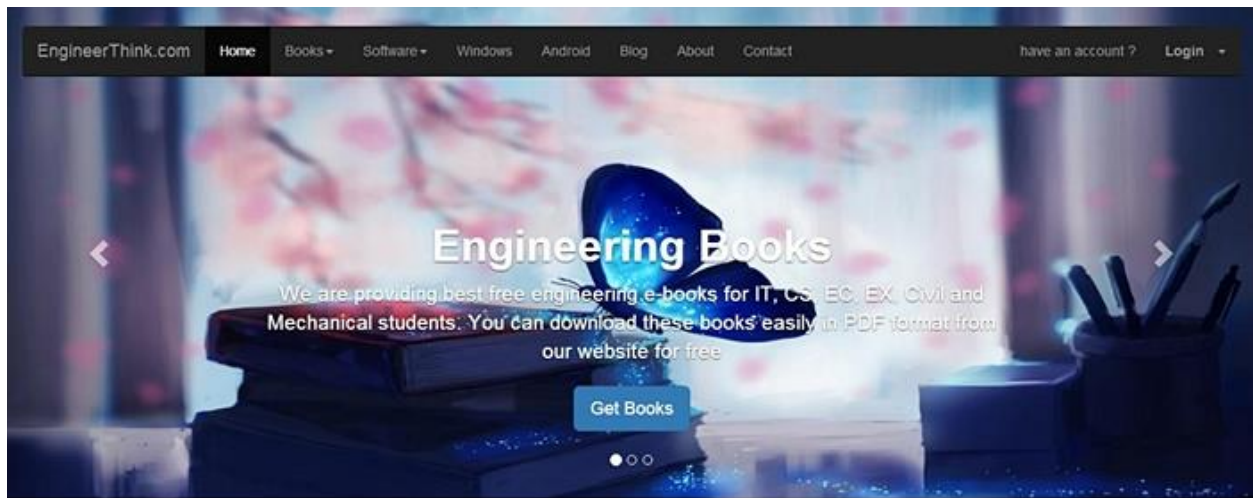 EngineerThink.com Home Books Software Windows Android Blog About Contact have an account ? Login
Engineering Books
We are providing best free engineering e-books for IT, CS, EC, EX, Civil and
Mechanical students. You can download these books easily in PDF format from
our website for free
Get Books